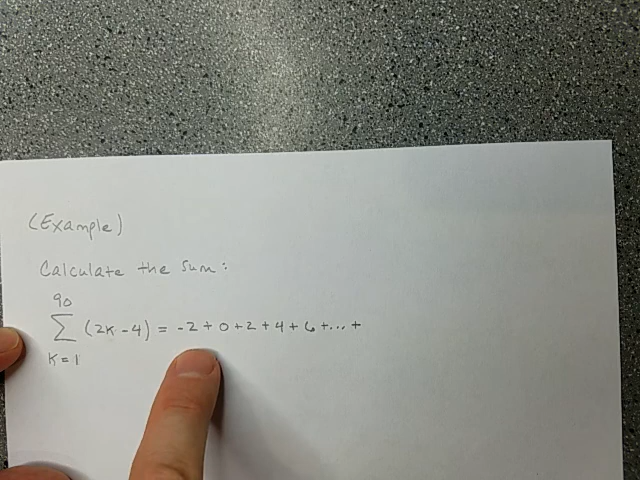 (Example)
Calculate the sum:
90
∑ (2k-4) = -2+0+2+4+6+...+
k=1